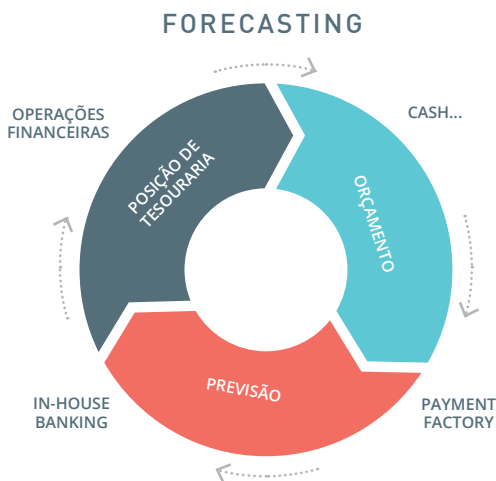 FORECASTING
OPERAÇÕES
FINANCEIRAS
CASH...
POSIÇÃO DE
TESOURARIA
ORÇAMENTO
PREVISÃO
IN-HOUSE
BANKING
PAYMENT
FACTORY